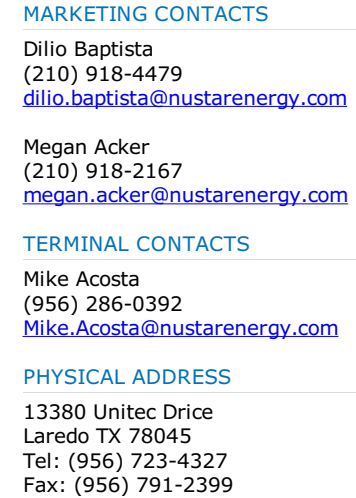 MARKETING CONTACTS
Dilio Baptista
(210) 918-4479
dilio.baptista@nustarenergy.com
Megan Acker
(210) 918-2167
megan.acker@nustarenergy.com
TERMINAL CONTACTS
Mike Acosta
(956) 286-0392
Mike.Acosta@nustarenergy.com
PHYSICAL ADDRESS
13380 Unitec Drice
Laredo TX 78045
Tel: (956) 723-4327
Fax: (956) 791-2399